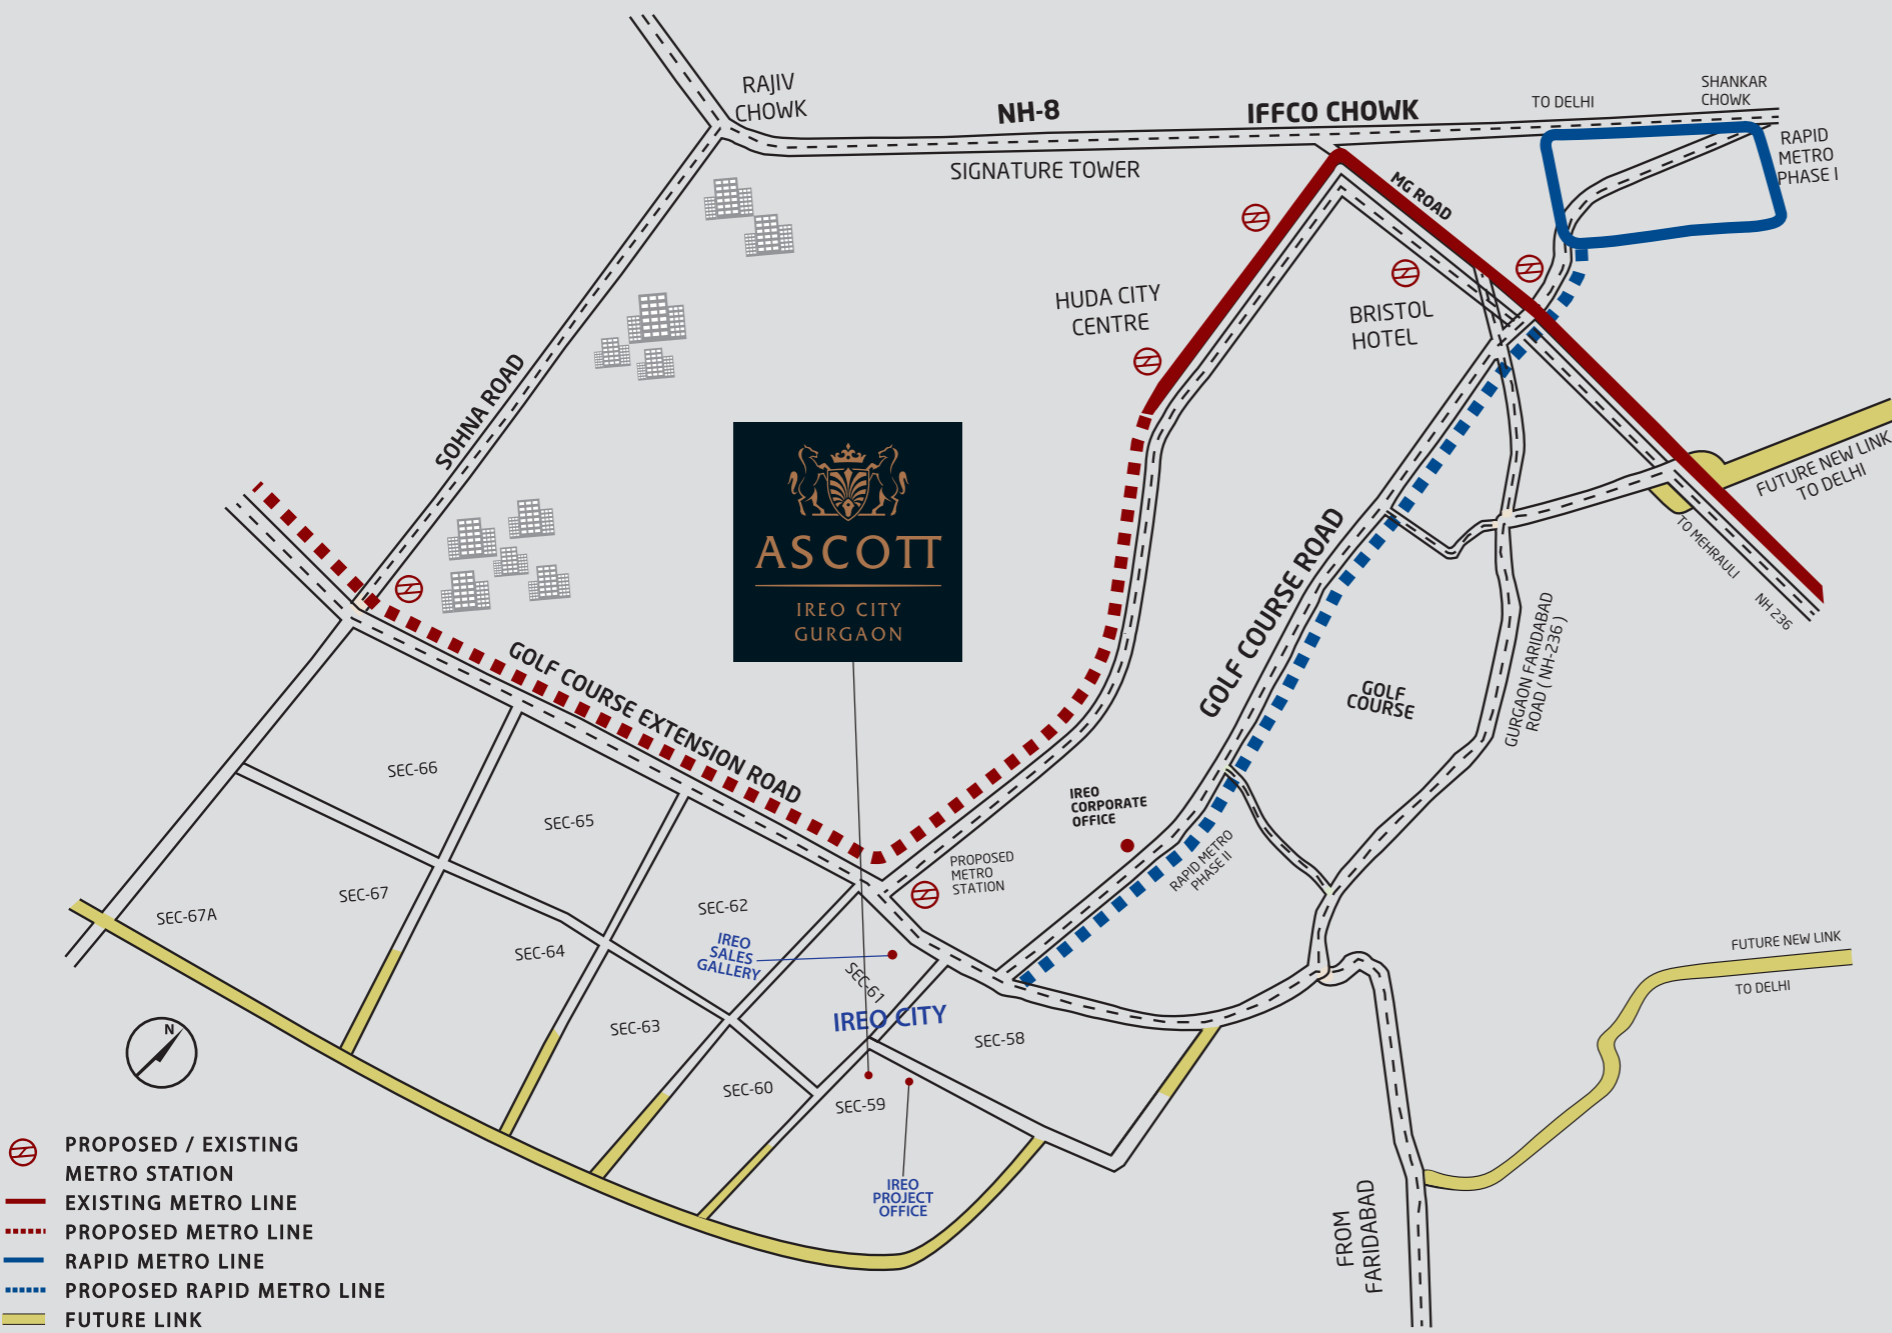 RAJIV
CHOWK
NH-8
SIGNATURE TOWER
IFFCO CHOWK
TO DELHI
SHANKAR
CHOWK
RAPID
METRO
PHASE I
MG ROAD
HUDA CITY
CENTRE
BRISTOL
HOTEL
SOHNA ROAD
ASCOTT
IREO CITY
GURGAON
FUTURE NEW LINK
TO DELHI
TO MEHRAULI
NH 236
GOLF COURSE ROAD
GOLF
COURSE
GURGAON FARIDABAD
ROAD ( NH-236 )
GOLF COURSE EXTENSION ROAD
IREO
CORPORATE
OFFICE
RAPID METRO
PHASE II
PROPOSED
METRO
STATION
SEC-66
SEC-65
SEC-67
SEC-67A
SEC-62
SEC-64
IREO
SALES
GALLERY
SEC-61
IREO CITY
SEC-63
SEC-58
SEC-60
SEC-59
IREO
PROJECT
OFFICE
FUTURE NEW LINK
TO DELHI
FROM
FARIDABAD
N
PROPOSED / EXISTING
METRO STATION
EXISTING METRO LINE
PROPOSED METRO LINE
RAPID METRO LINE
PROPOSED RAPID METRO LINE
FUTURE LINK